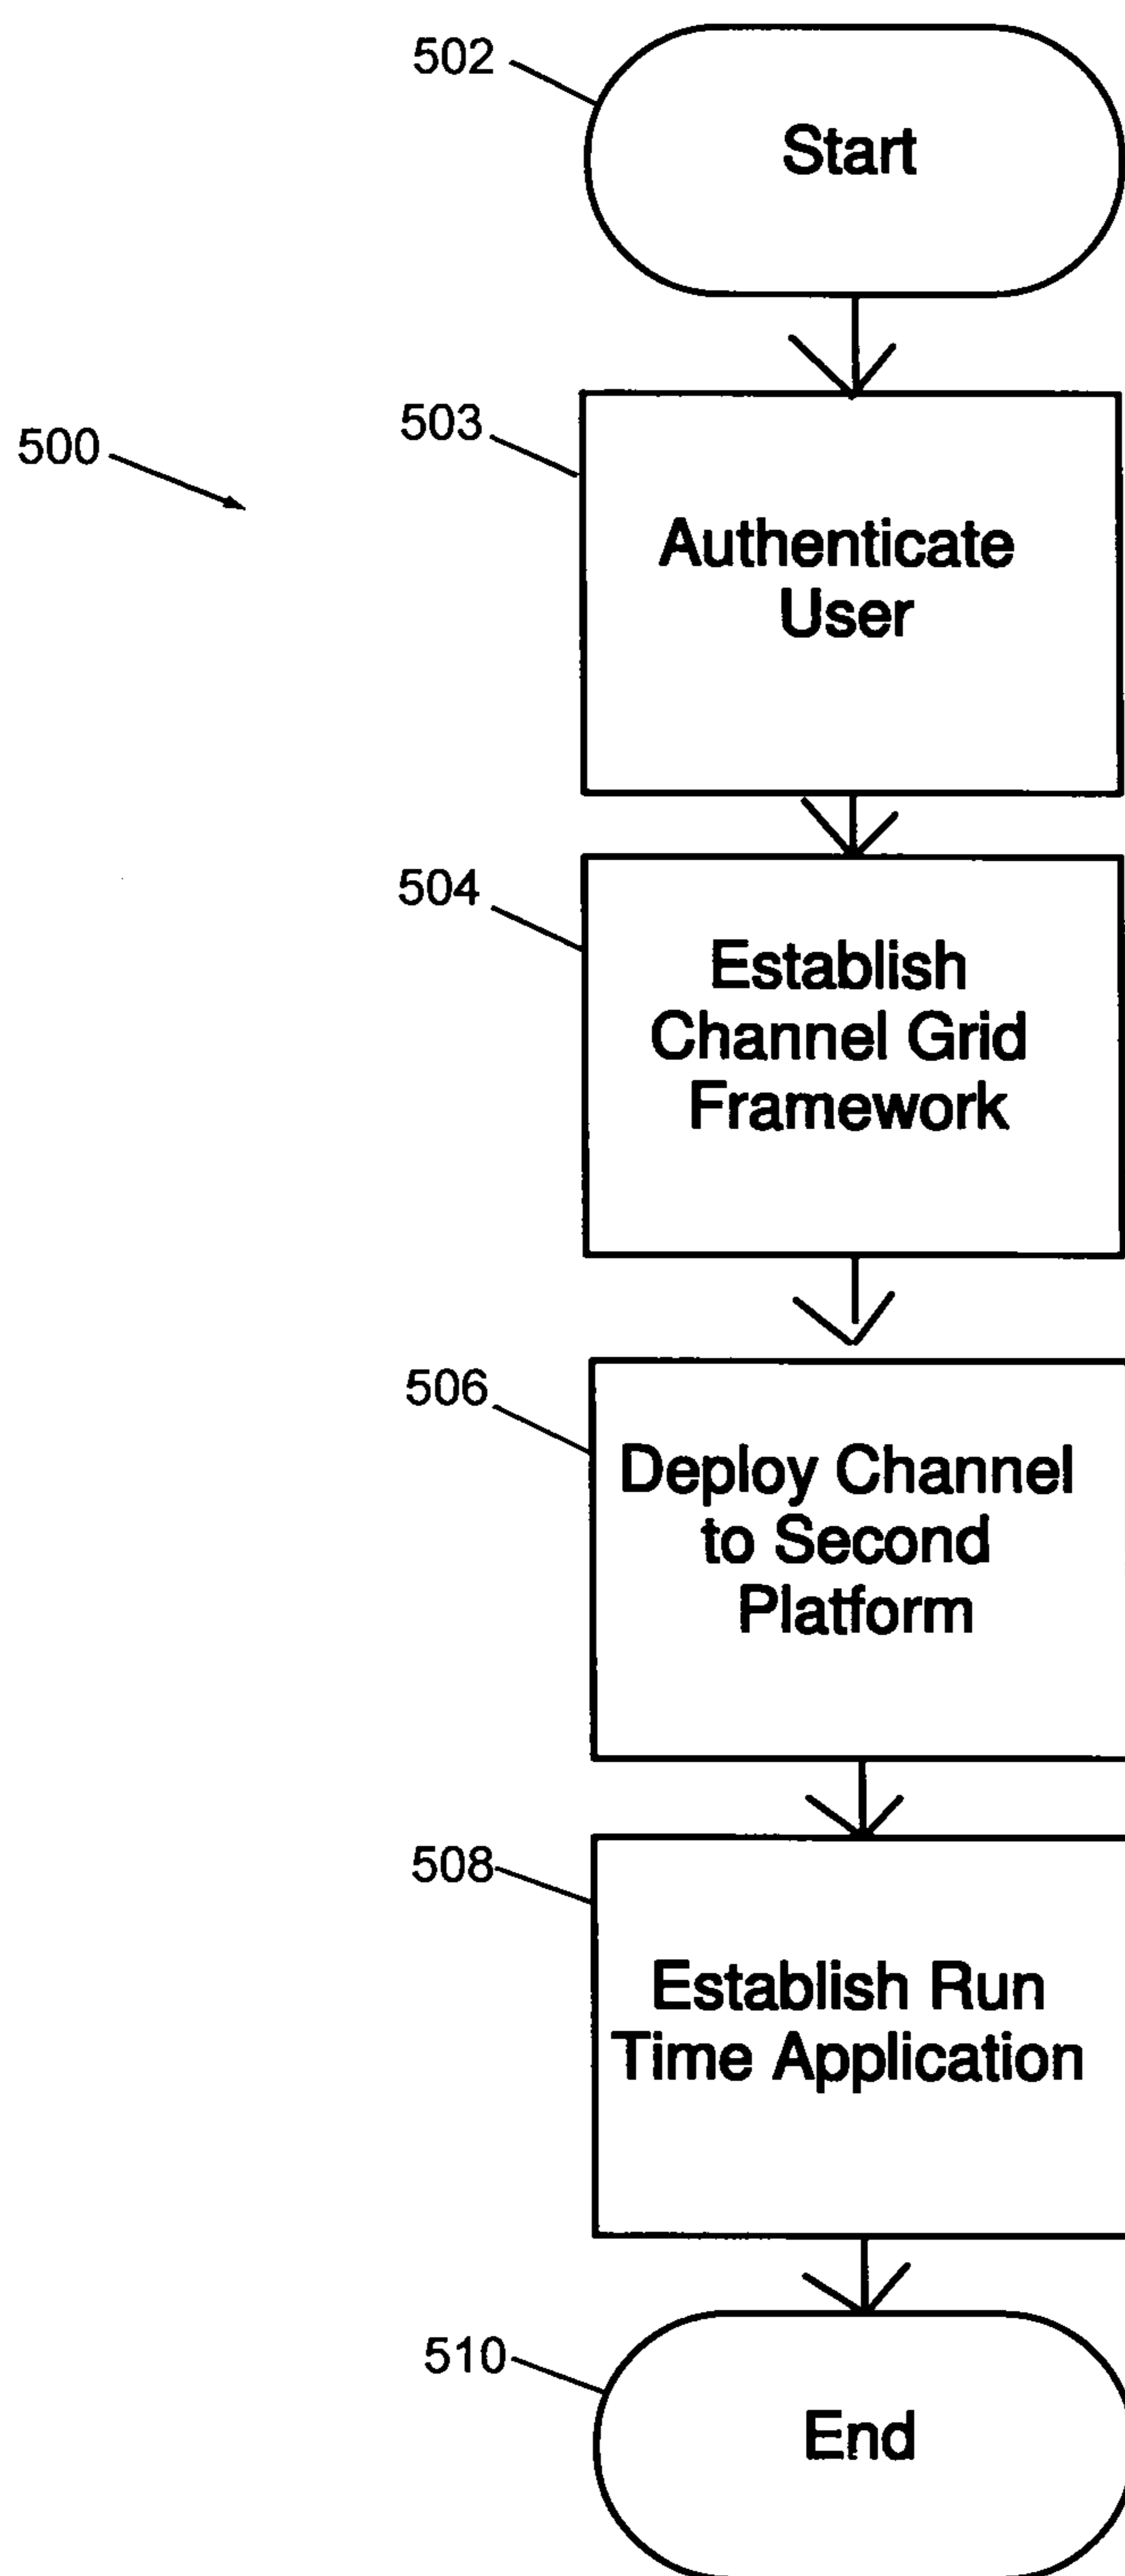 502
Start
500
503
Authenticate
User
504
Establish
Channel Grid
Framework
506
Deploy Channel
to Second
Platform
508
Establish Run
Time Application
510
End